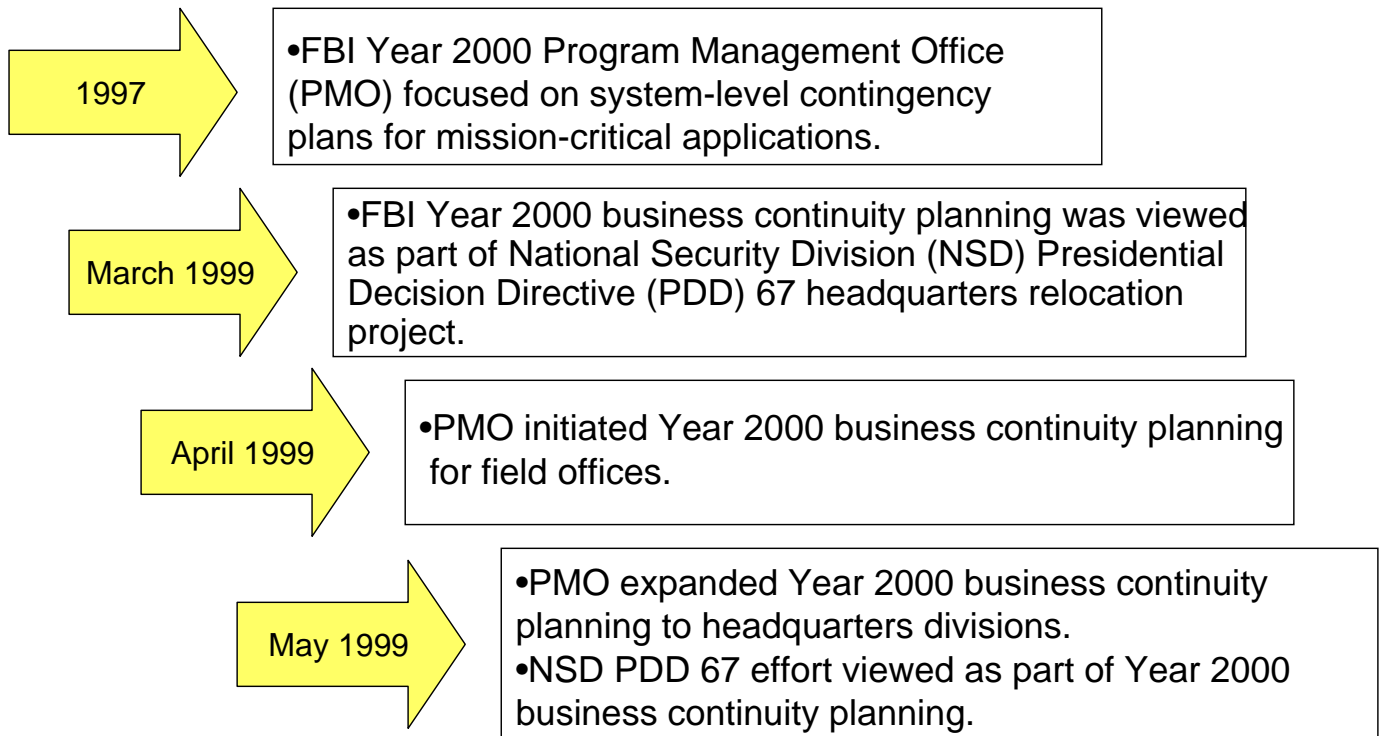 1997
•FBI Year 2000 Program Management Office
(PMO) focused on system-level contingency
plans for mission-critical applications.
March 1999
•FBI Year 2000 business continuity planning was viewed
as part of National Security Division (NSD) Presidential
Decision Directive (PDD) 67 headquarters relocation
project.
April 1999
•PMO initiated Year 2000 business continuity planning
for field offices.
May 1999
•PMO expanded Year 2000 business continuity
planning to headquarters divisions.
•NSD PDD 67 effort viewed as part of Year 2000
business continuity planning.